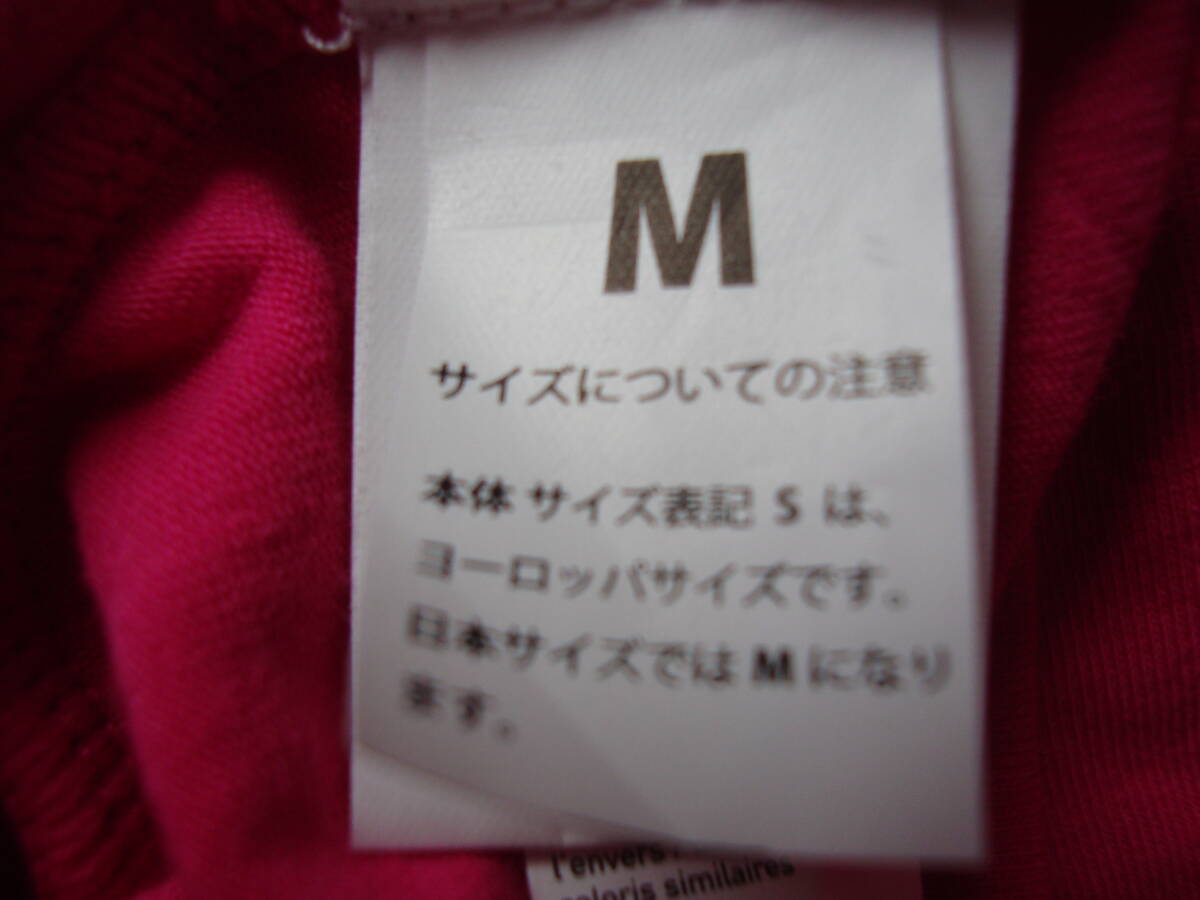 M
サイズについての注意
本体 サイズ表記 S は、
ヨーロッパサイズです。
日本サイズでは M になり
ます。
l'envers
coloris similaires